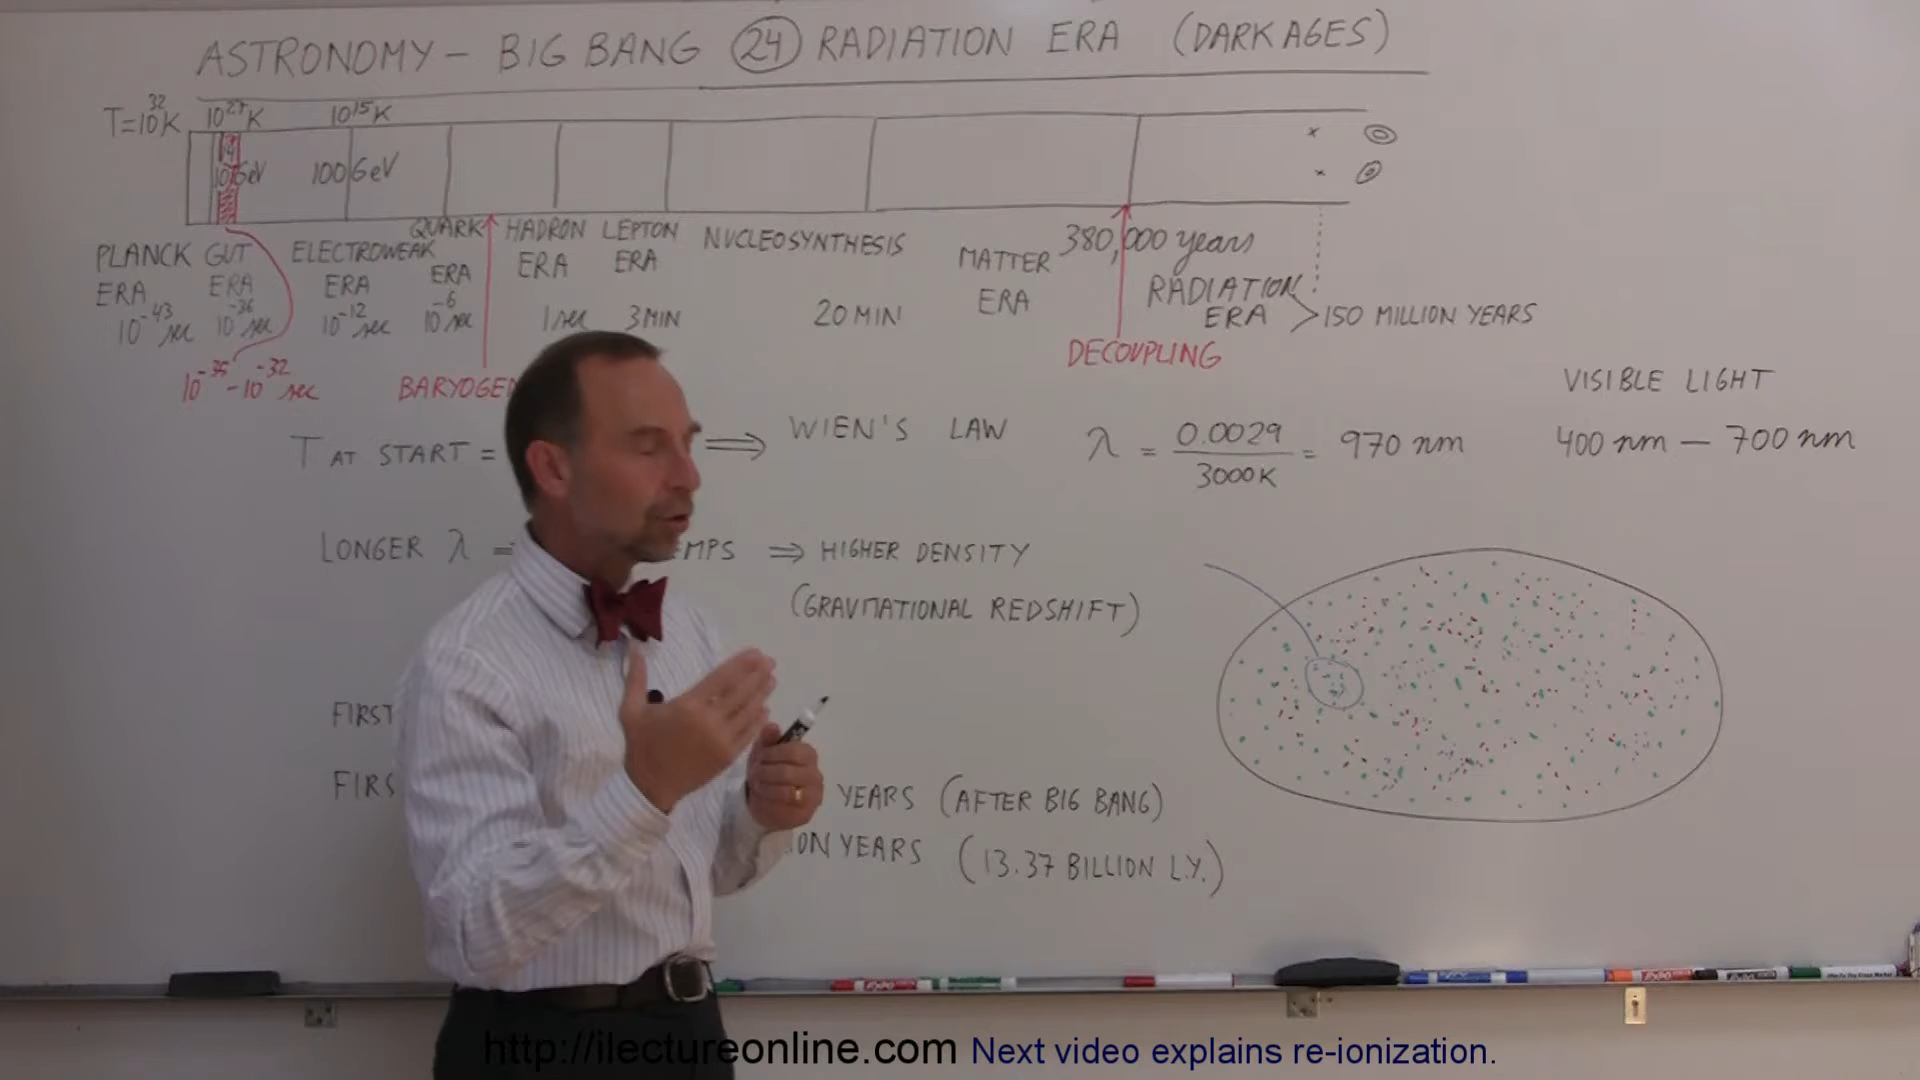 ASTRONOMY – BIG BANG 24 RADIATION ERA (DARK AGES)
T=10^32 K 10^27 K 10^15 K
10^14 GeV 100 GeV
PLANCK ERA 10^-43 sec
GUT ERA 10^-36 sec
ELECTROWEAK ERA 10^-12 sec
QUARK ERA 10^-6 sec
HADRON ERA 1 sec
LEPTON ERA 3 MIN
NUCLEOSYNTHESIS 20 MIN
MATTER ERA
380,000 years
RADIATION ERA
>150 MILLION YEARS
10^-35 – 10^-32 sec
BARYOGEN
DECOUPLING
VISIBLE LIGHT
400 nm — 700 nm
T AT START = ⇒ WIEN'S LAW λ = 0.0029 / 3000K = 970 nm
LONGER λ = EMPS ⇒ HIGHER DENSITY
(GRAVITATIONAL REDSHIFT)
FIRST
FIRS YEARS (AFTER BIG BANG)
ON YEARS (13.37 BILLION L.Y.)
EXPO
EXPO
http://ilectureonline.com Next video explains re-ionization.